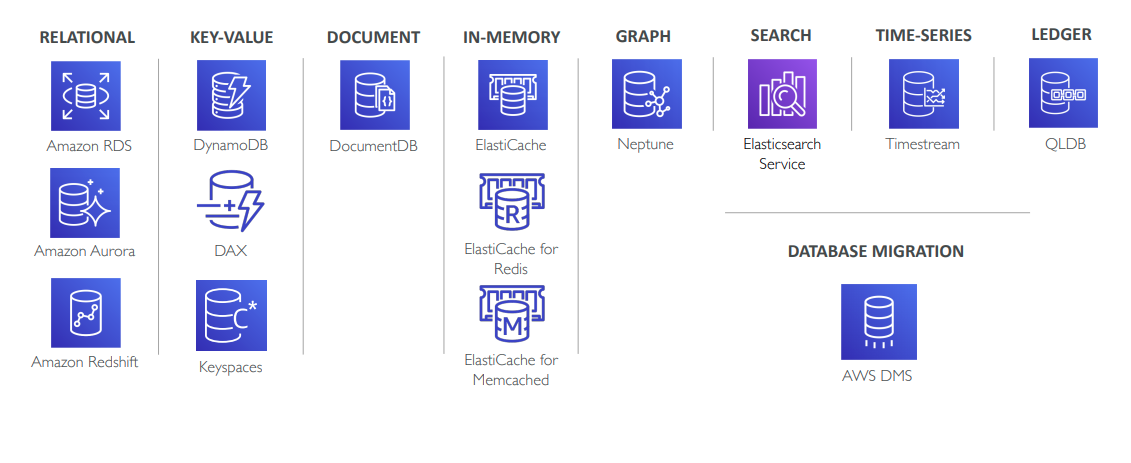 RELATIONAL
Amazon RDS
Amazon Aurora
Amazon Redshift
KEY-VALUE
DynamoDB
DAX
C*
Keyspaces
DOCUMENT
{}
DocumentDB
IN-MEMORY
ElastiCache
R
ElastiCache for
Redis
M
ElastiCache for
Memcached
GRAPH
Neptune
SEARCH
Elasticsearch
Service
TIME-SERIES
Timestream
LEDGER
QLDB
DATABASE MIGRATION
AWS DMS